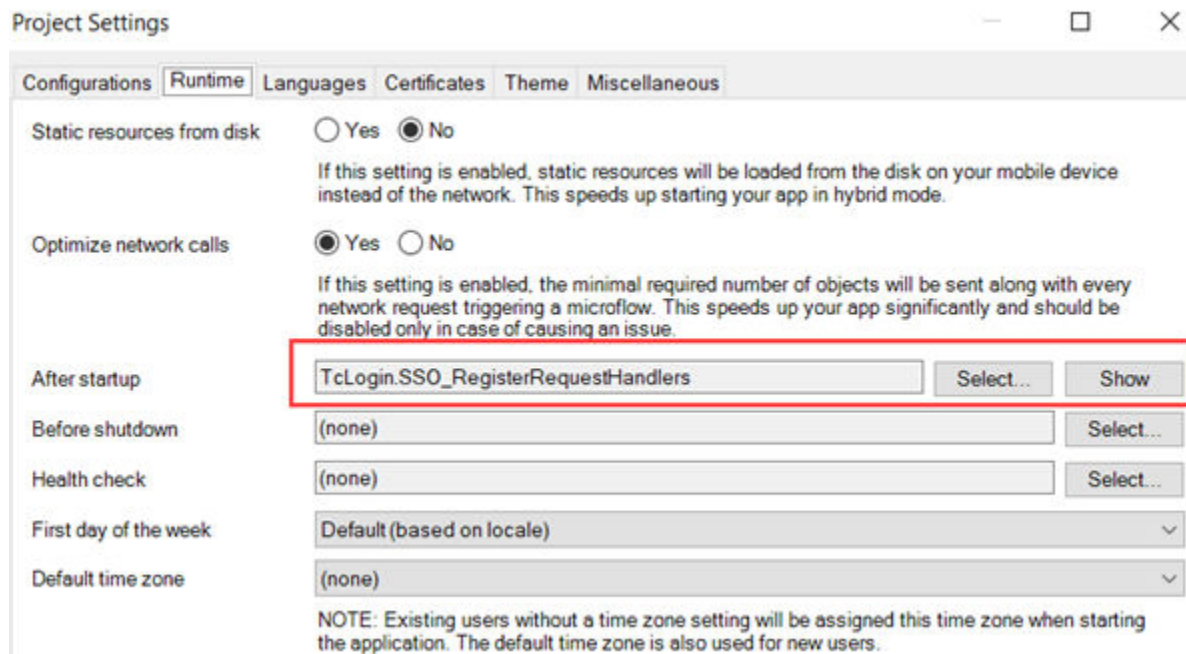 Project Settings
Configurations Runtime Languages Certificates Theme Miscellaneous
Static resources from disk Yes No
If this setting is enabled, static resources will be loaded from the disk on your mobile device
instead of the network. This speeds up starting your app in hybrid mode.
Optimize network calls Yes No
If this setting is enabled, the minimal required number of objects will be sent along with every
network request triggering a microflow. This speeds up your app significantly and should be
disabled only in case of causing an issue.
After startup TcLogin.SSO_RegisterRequestHandlers Select... Show
Before shutdown (none) Select...
Health check (none) Select...
First day of the week Default (based on locale)
Default time zone (none)
NOTE: Existing users without a time zone setting will be assigned this time zone when starting
the application. The default time zone is also used for new users.